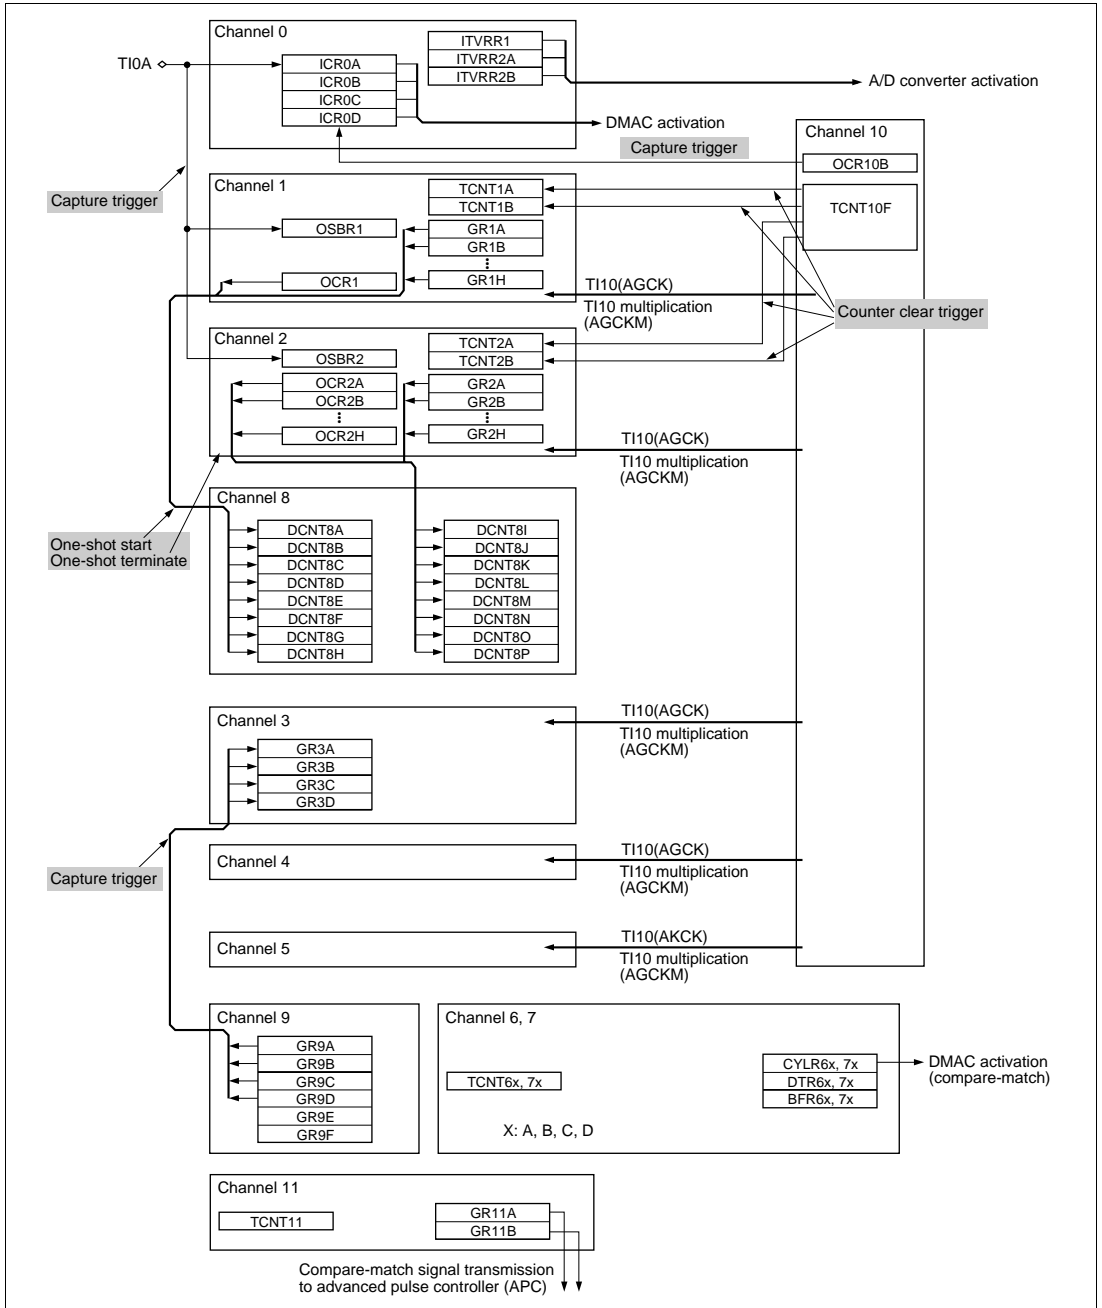 Channel 0
TI0A
ICR0A
ICR0B
ICR0C
ICR0D
ITVRR1
ITVRR2A
ITVRR2B
A/D converter activation
DMAC activation
Capture trigger
Channel 10
OCR10B
TCNT10F
Capture trigger
Channel 1
TCNT1A
TCNT1B
OSBR1
GR1A
GR1B
OCR1
GR1H
TI10(AGCK)
TI10 multiplication
(AGCKM)
Counter clear trigger
Channel 2
TCNT2A
TCNT2B
OSBR2
OCR2A
OCR2B
OCR2H
GR2A
GR2B
GR2H
TI10(AGCK)
TI10 multiplication
(AGCKM)
One-shot start
One-shot terminate
Channel 8
DCNT8A
DCNT8B
DCNT8C
DCNT8D
DCNT8E
DCNT8F
DCNT8G
DCNT8H
DCNT8I
DCNT8J
DCNT8K
DCNT8L
DCNT8M
DCNT8N
DCNT8O
DCNT8P
Channel 3
GR3A
GR3B
GR3C
GR3D
TI10(AGCK)
TI10 multiplication
(AGCKM)
Capture trigger
Channel 4
TI10(AGCK)
TI10 multiplication
(AGCKM)
Channel 5
TI10(AKCK)
TI10 multiplication
(AGCKM)
Channel 9
GR9A
GR9B
GR9C
GR9D
GR9E
GR9F
Channel 6, 7
TCNT6x, 7x
X: A, B, C, D
CYLR6x, 7x
DTR6x, 7x
BFR6x, 7x
DMAC activation
(compare-match)
Channel 11
TCNT11
GR11A
GR11B
Compare-match signal transmission
to advanced pulse controller (APC)